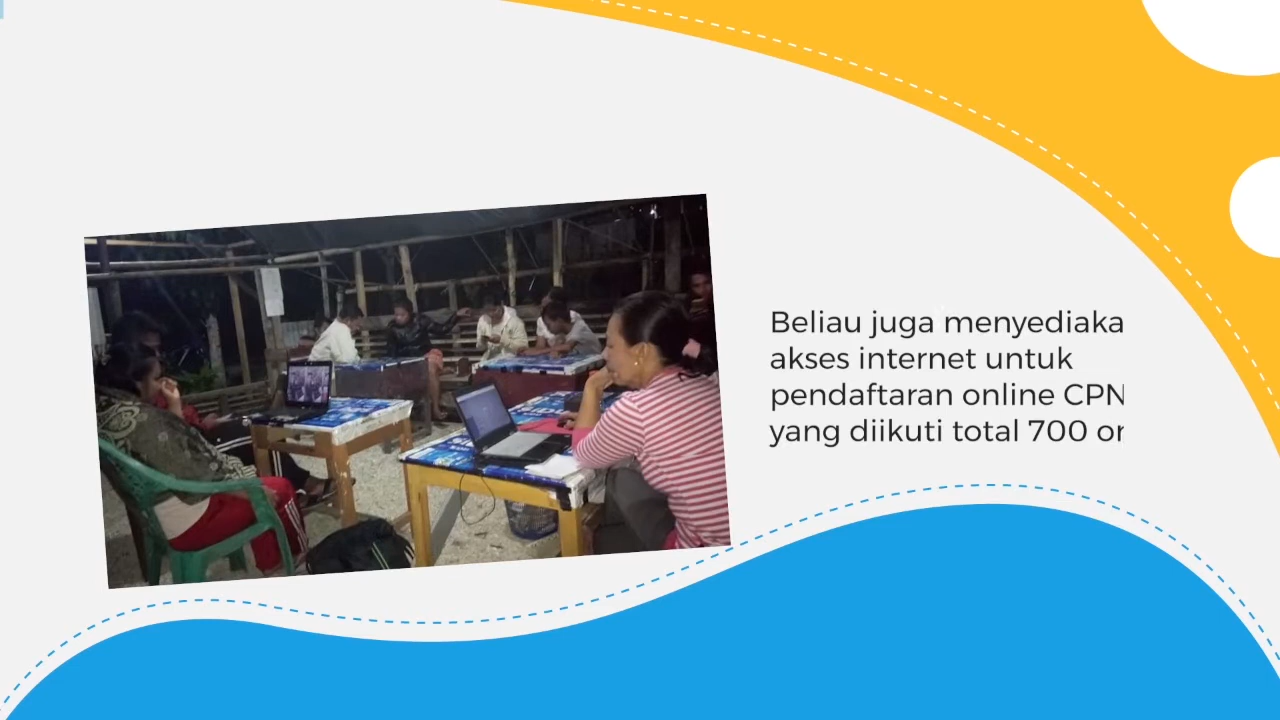 Beliau juga menyediaka
akses internet untuk
pendaftaran online CPN
yang diikuti total 700 or